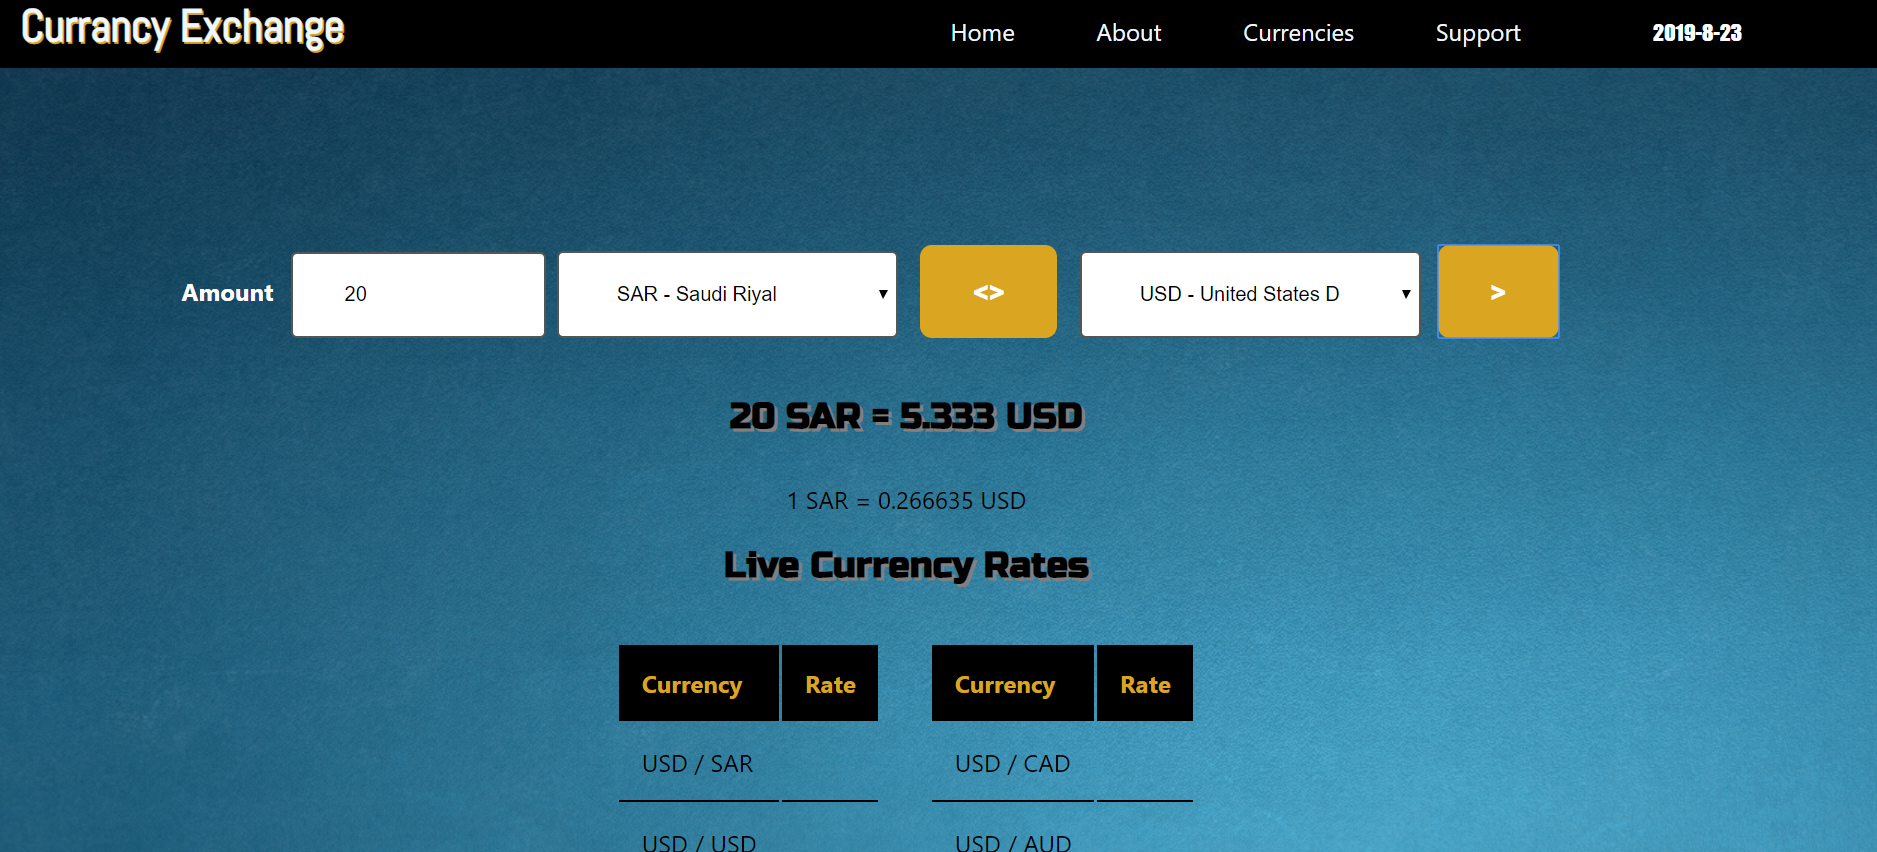 Currancy Exchange
Home About Currencies Support 2019-8-23
Amount 20 SAR - Saudi Riyal <> USD - United States D >
20 SAR = 5.333 USD
1 SAR = 0.266635 USD
Live Currency Rates
Currency Rate Currency Rate
USD / SAR USD / CAD
USD / USD USD / AUD